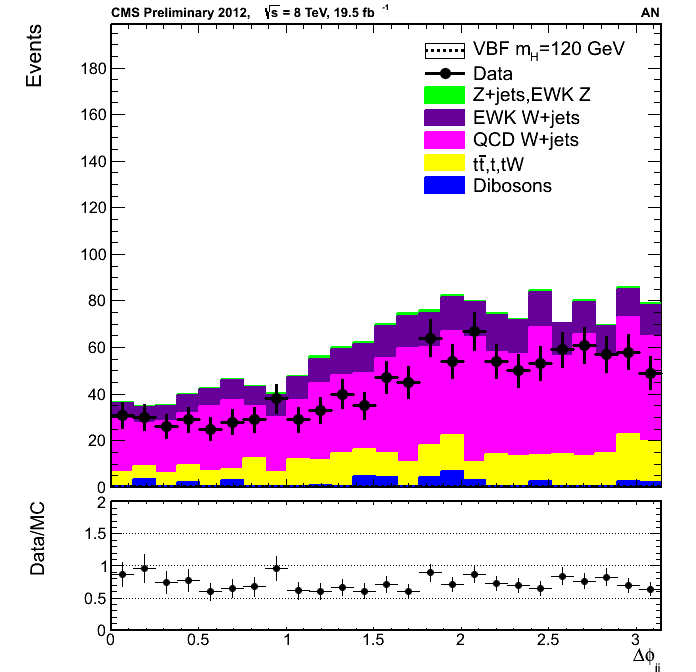 CMS Preliminary 2012, √s = 8 TeV, 19.5 fb⁻¹ AN
Events
VBF m_H=120 GeV
Data
Z+jets,EWK Z
EWK W+jets
QCD W+jets
tt̄,t,tW
Dibosons
180
160
140
120
100
80
60
40
20
0
Data/MC
2
1.5
1
0.5
0
0 0.5 1 1.5 2 2.5 3
Δϕ_jj